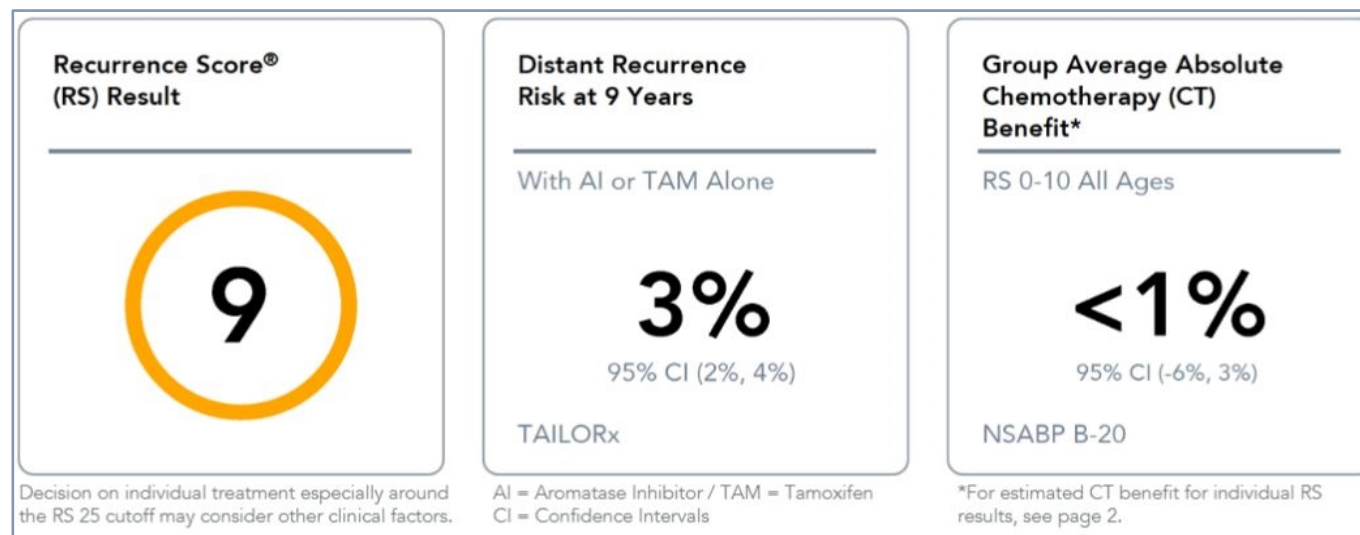 Recurrence Score®
(RS) Result
9
Decision on individual treatment especially around
the RS 25 cutoff may consider other clinical factors.
Distant Recurrence
Risk at 9 Years
With AI or TAM Alone
3%
95% CI (2%, 4%)
TAILORx
AI = Aromatase Inhibitor / TAM = Tamoxifen
CI = Confidence Intervals
Group Average Absolute
Chemotherapy (CT)
Benefit*
RS 0-10 All Ages
<1%
95% CI (-6%, 3%)
NSABP B-20
*For estimated CT benefit for individual RS
results, see page 2.